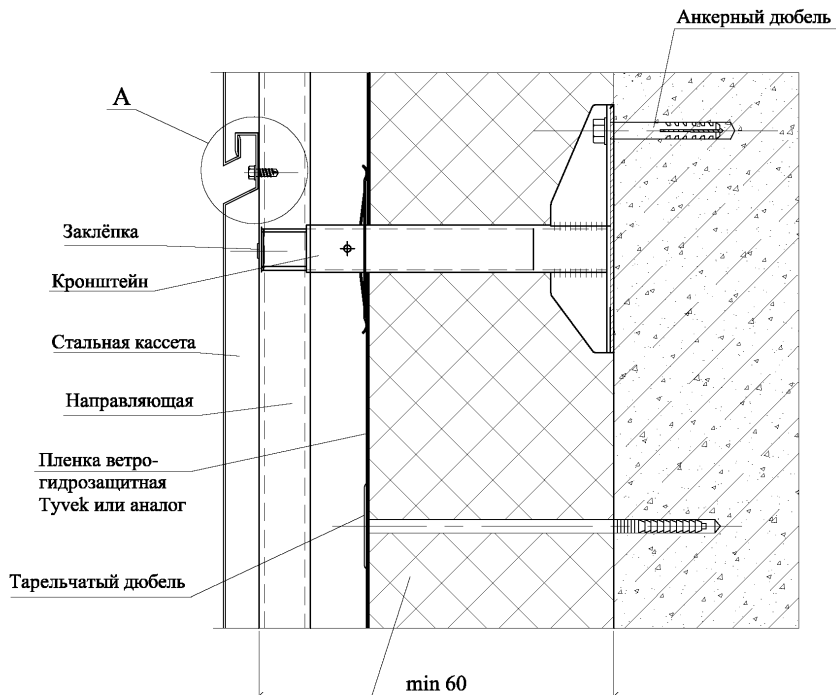 Анкерный дюбель
А
Заклёпка
Кронштейн
Стальная кассета
Направляющая
Пленка ветро-
гидрозащитная
Tyvek или аналог
Тарельчатый дюбель
min 60